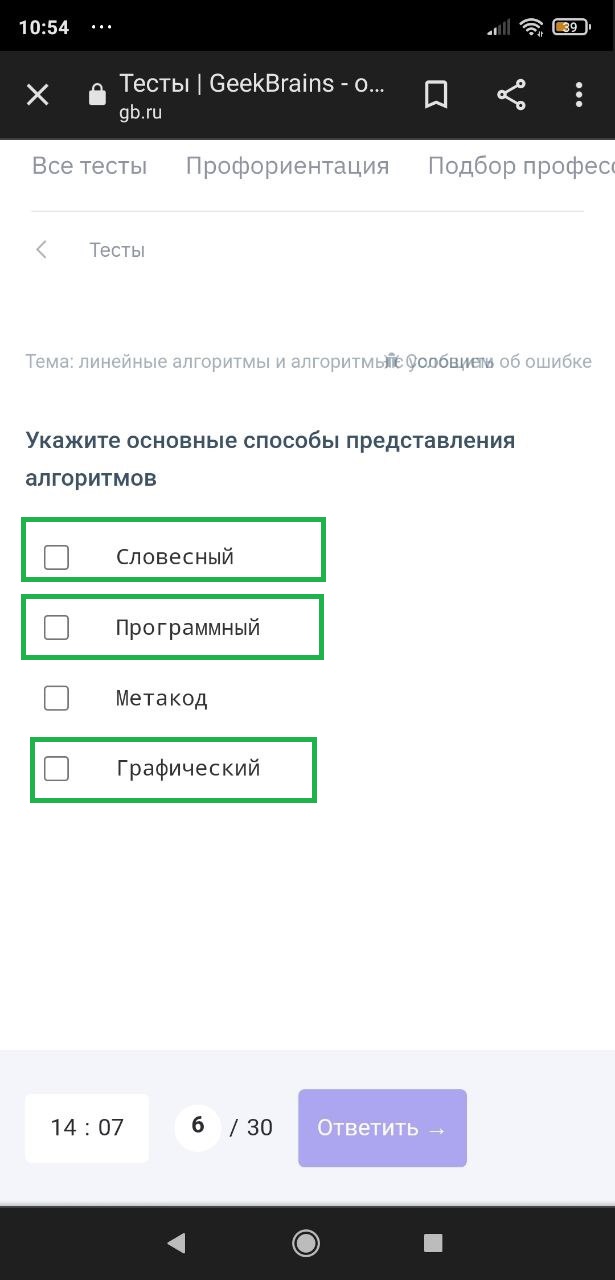 10:54 ... 39
Тесты | GeekBrains - о...
gb.ru
Все тесты Профориентация Подбор професс
Тесты
Тема: линейные алгоритмы и алгоритмы с Сообщить об ошибке
Укажите основные способы представления
алгоритмов
Словесный
Программный
Метакод
Графический
14 : 07 6 / 30 Ответить →